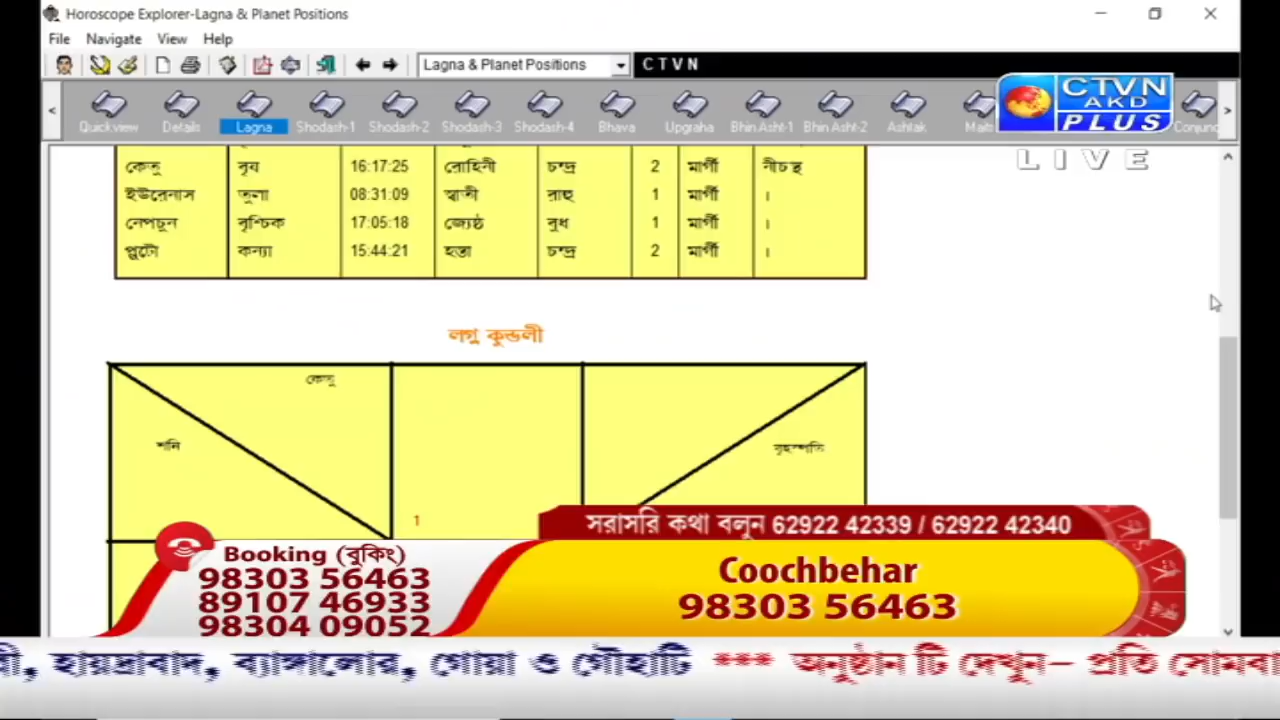 Horoscope Explorer-Lagna & Planet Positions
File Navigate View Help
Lagna & Planet Positions
CTVN
Quickview Details Lagna Shodash-1 Shodash-2 Shodash-3 Shodash-4 Bhava Upgraha Bhin Asht-1 Bhin Asht-2 Ashtak
CTVN
AKD
PLUS
LIVE
কেতু বৃষ 16:17:25 রোহিনী চন্দ্র 2 মার্গী নীচস্থ
ইউরেনাস তুলা 08:31:09 স্বাতী রাহু 1 মার্গী ।
নেপচুন বৃশ্চিক 17:05:18 জ্যেষ্ঠ বুধ 1 মার্গী ।
প্লুটো কন্যা 15:44:21 হস্তা চন্দ্র 2 মার্গী ।
লগ্ন কুন্ডলী
কেতু
শনি
বৃহস্পতি
1
সরাসরি কথা বলুন 62922 42339 / 62922 42340
Booking (বুকিং)
98303 56463
89107 46933
98304 09052
Coochbehar
98303 56463
হায়দ্রাবাদ, ব্যাঙ্গালোর, গোয়া ও গৌহাটি *** অনুষ্ঠান টি দেখুন- প্রতি সোমবা